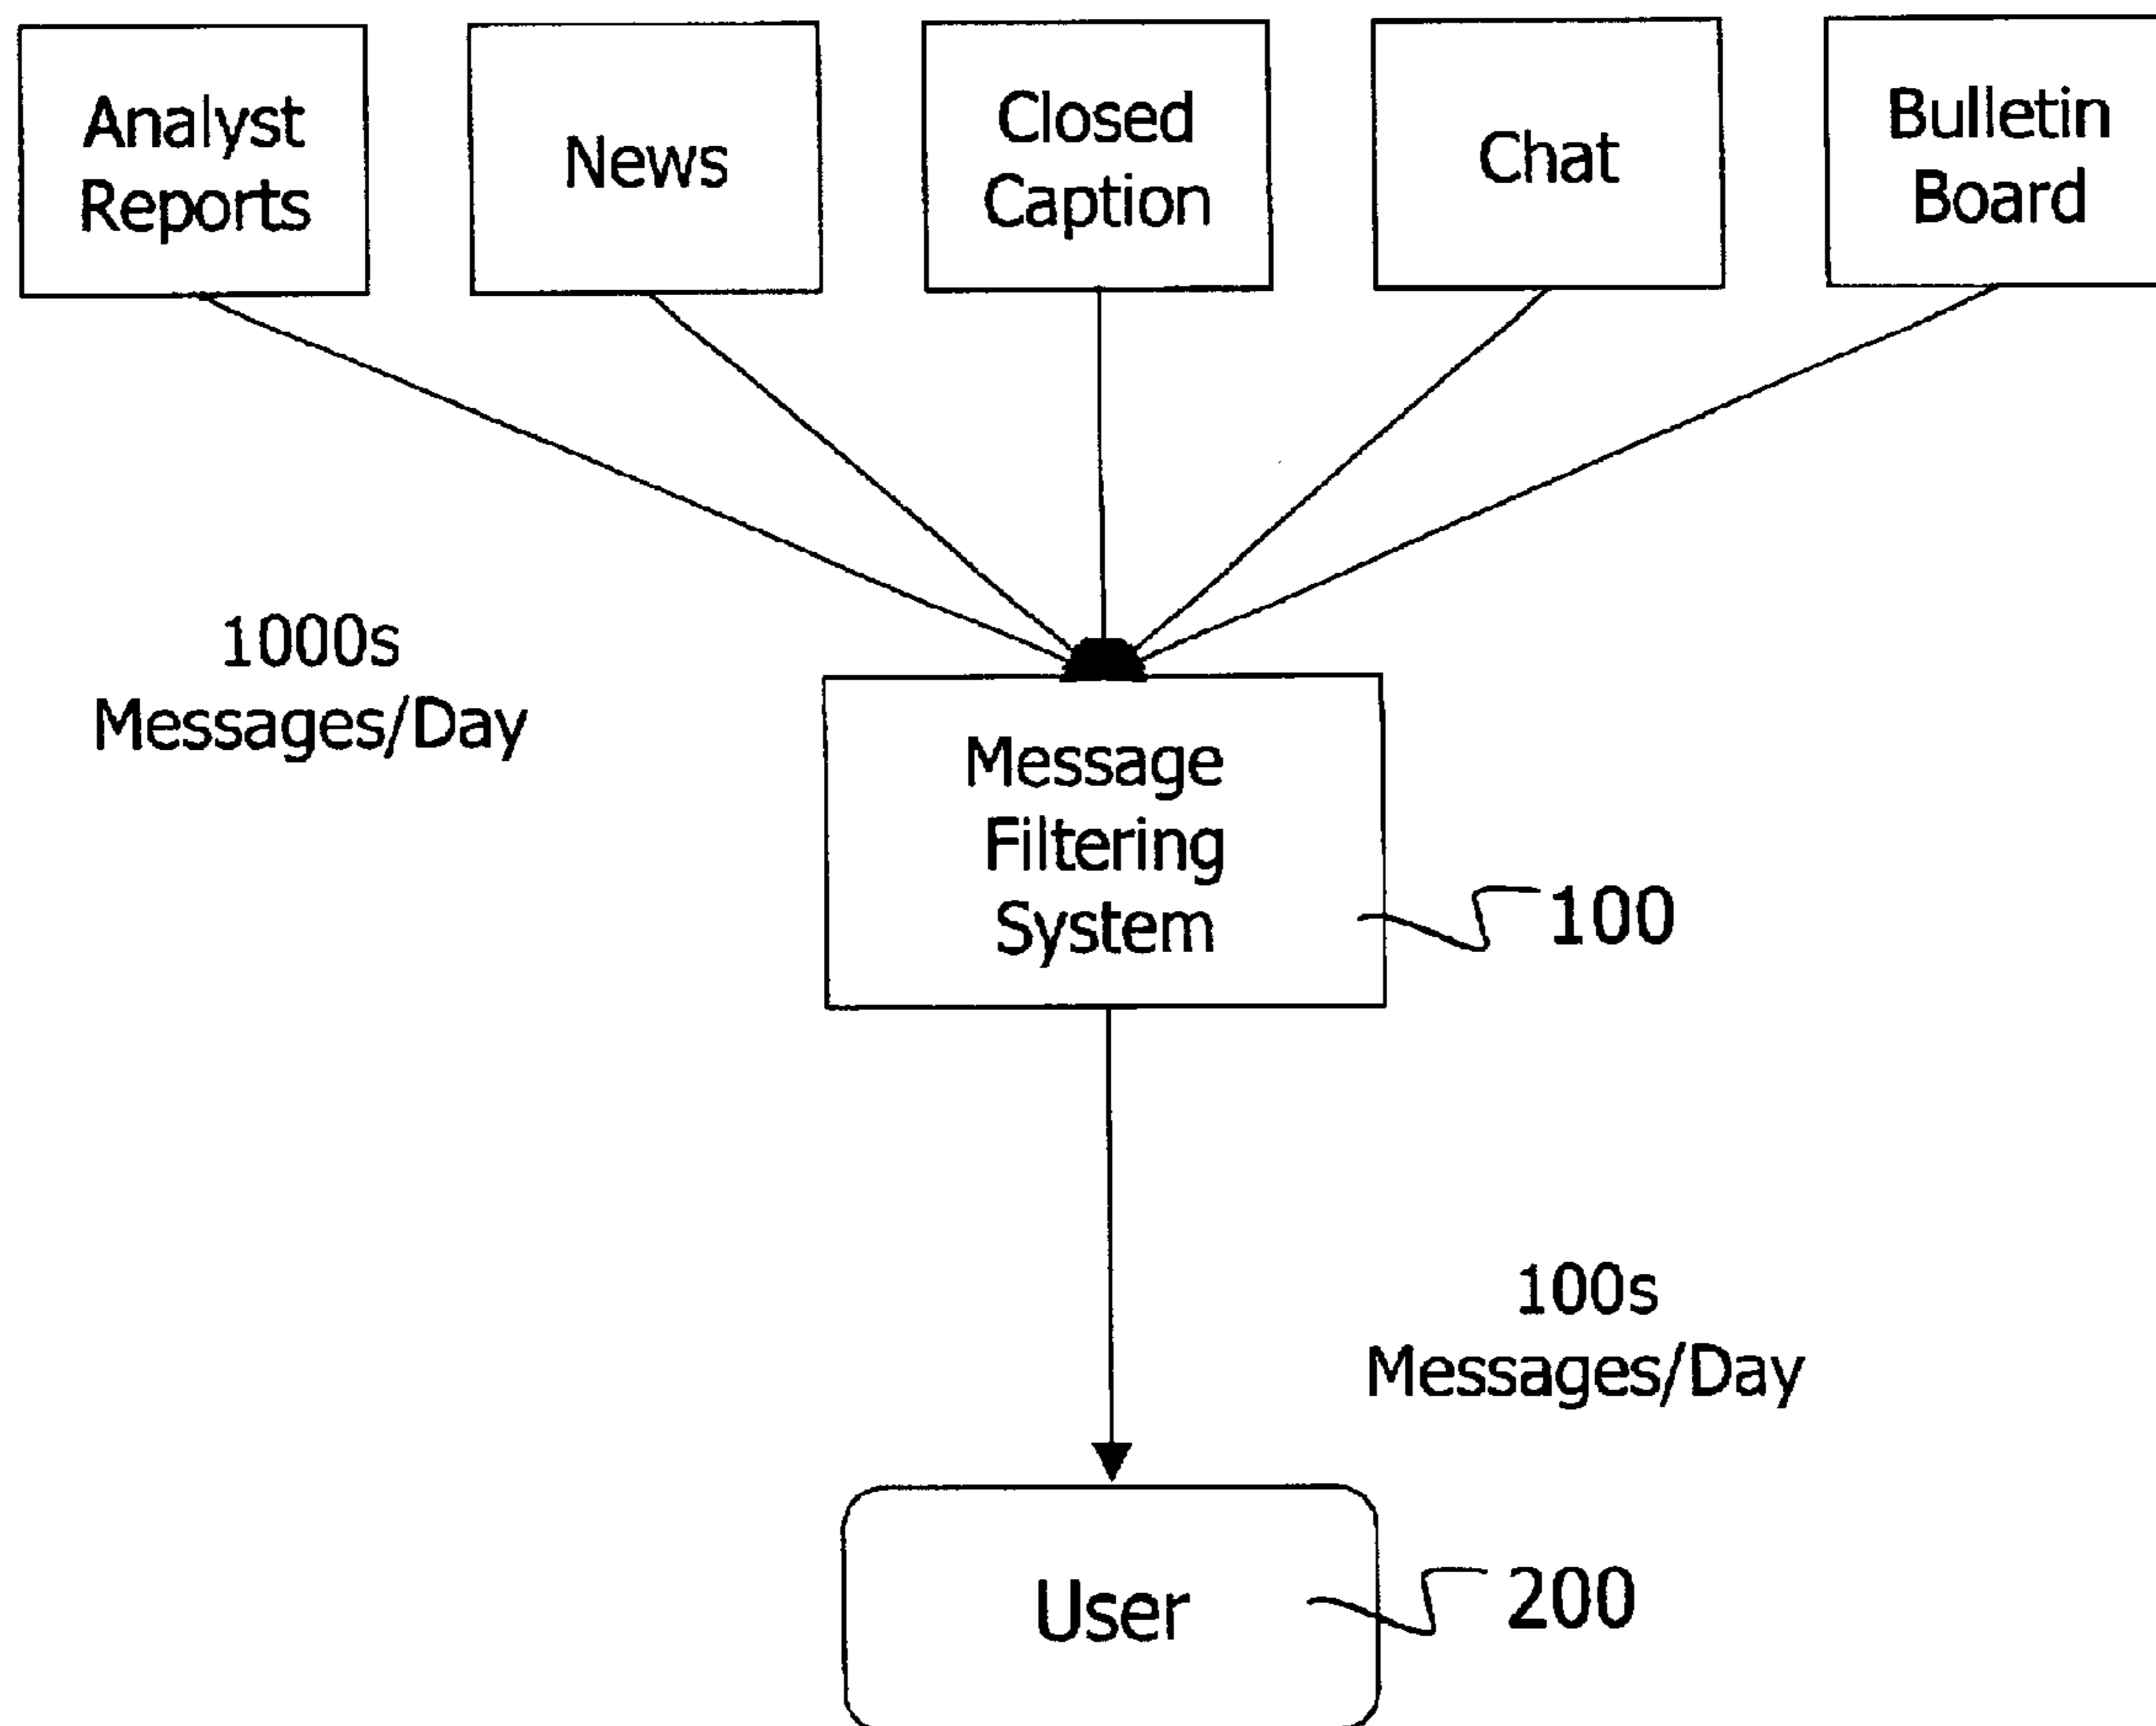 Analyst
Reports
News
Closed
Caption
Chat
Bulletin
Board
1000s
Messages/Day
Message
Filtering
System
100
100s
Messages/Day
User
200